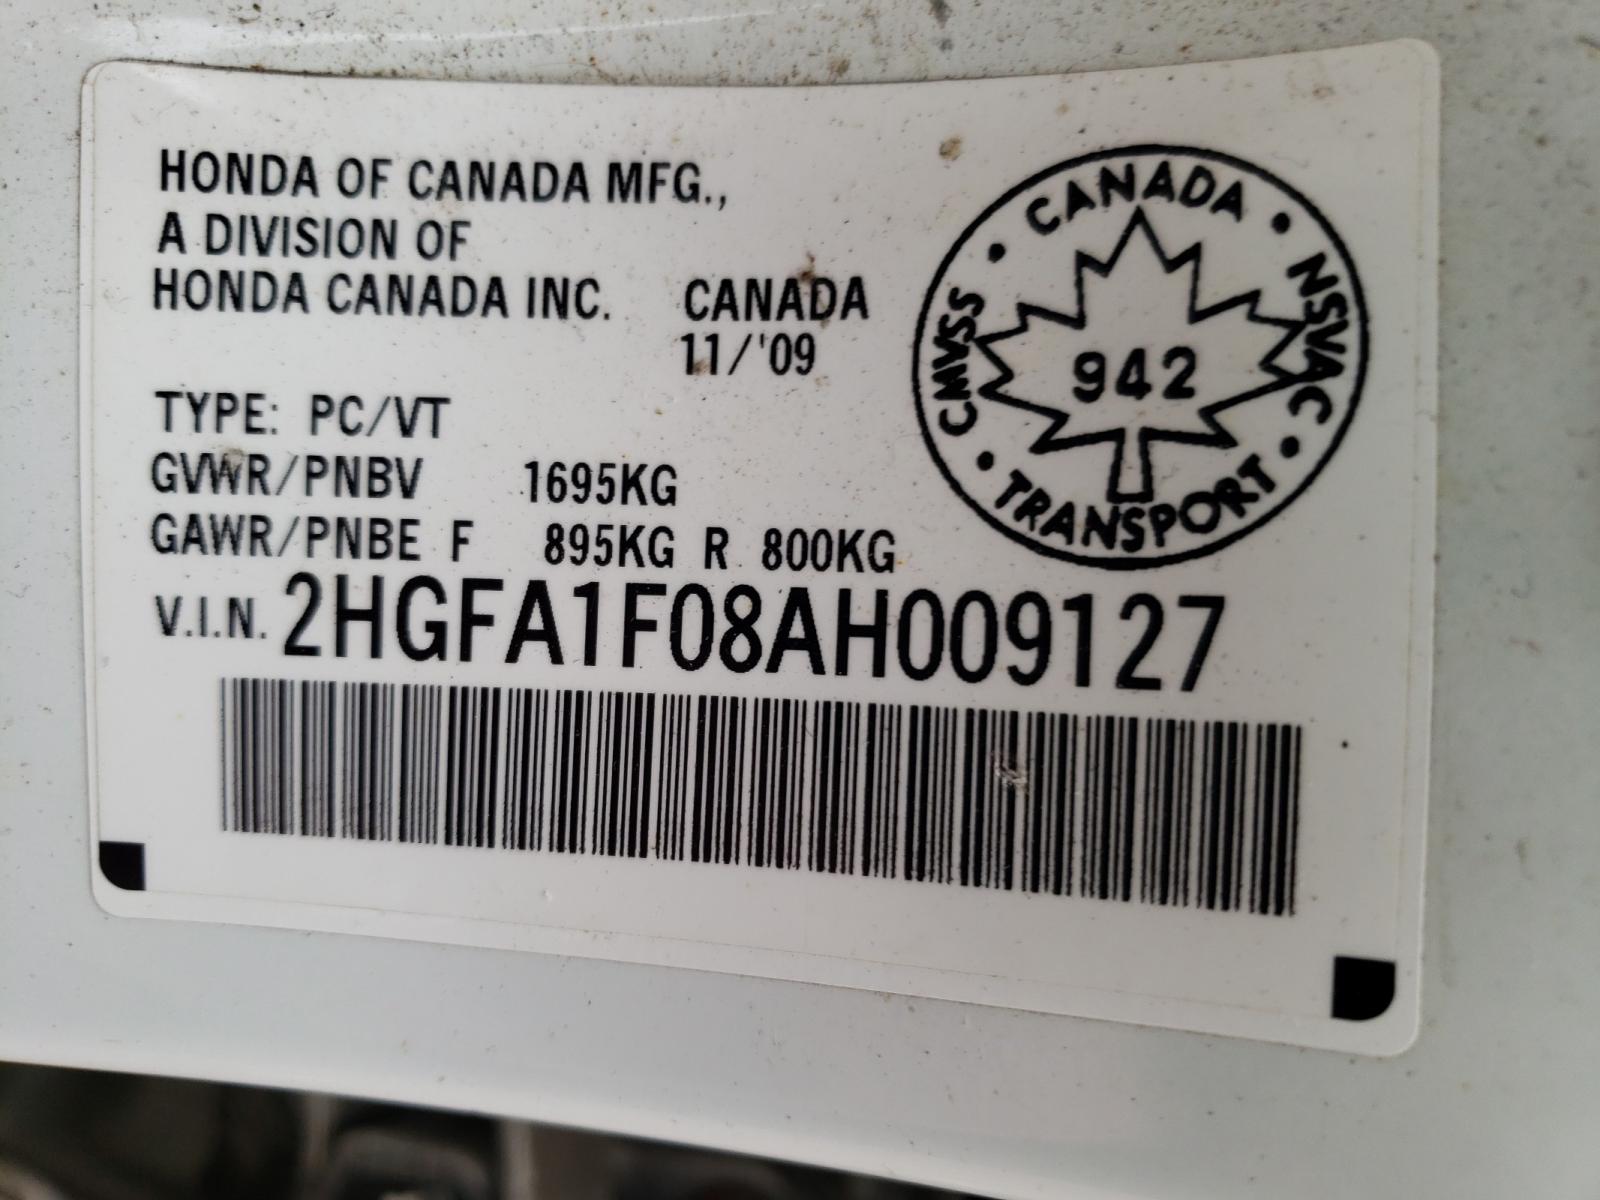 HONDA OF CANADA MFG.,
A DIVISION OF
HONDA CANADA INC. CANADA
11/'09
TYPE: PC/VT
GVWR/PNBV 1695KG
GAWR/PNBE F 895KG R 800KG
V.I.N. 2HGFA1F08AH009127
CANADA • NSVAC • TRANSPORT • CMVSS •
942